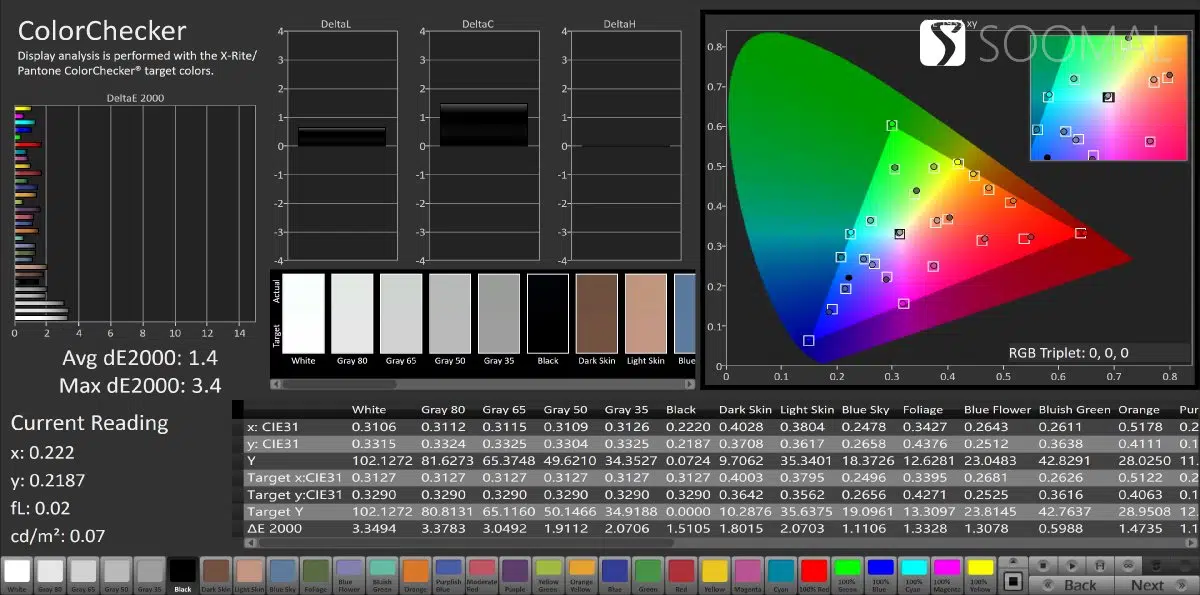 ColorChecker
Display analysis is performed with the X-Rite/
Pantone ColorChecker® target colors.
DeltaE 2000
0 2 4 6 8 10 12 14
Avg dE2000: 1.4
Max dE2000: 3.4
DeltaL
4
3
2
1
0
-1
-2
-3
-4
DeltaC
4
3
2
1
0
-1
-2
-3
-4
DeltaH
4
3
2
1
0
-1
-2
-3
-4
xy
SOOMAL
0.8
0.7
0.6
0.5
0.4
0.3
0.2
0.1
0
0 0.1 0.2 0.3 0.4 0.5 0.6 0.7 0.8
RGB Triplet: 0, 0, 0
Actual
Target
White Gray 80 Gray 65 Gray 50 Gray 35 Black Dark Skin Light Skin Blue
Current Reading
x: 0.222
y: 0.2187
fL: 0.02
cd/m²: 0.07
White Gray 80 Gray 65 Gray 50 Gray 35 Black Dark Skin Light Skin Blue Sky Foliage Blue Flower Bluish Green Orange Pur
x: CIE31 0.3106 0.3112 0.3115 0.3109 0.3126 0.2220 0.4028 0.3804 0.2478 0.3427 0.2643 0.2611 0.5178 0.2
y: CIE31 0.3315 0.3324 0.3325 0.3304 0.3325 0.2187 0.3708 0.3617 0.2658 0.4376 0.2512 0.3638 0.4111 0.1
Y 102.1272 81.6273 65.3748 49.6210 34.3527 0.0724 9.7062 35.3401 18.3726 12.6281 23.0483 42.8291 28.0250 11.
Target x:CIE31 0.3127 0.3127 0.3127 0.3127 0.3127 0.3127 0.4003 0.3795 0.2496 0.3395 0.2681 0.2626 0.5122 0.2
Target y:CIE31 0.3290 0.3290 0.3290 0.3290 0.3290 0.3290 0.3642 0.3562 0.2656 0.4271 0.2525 0.3616 0.4063 0.1
Target Y 102.1272 80.8131 65.1160 50.1466 34.9188 0.0000 10.2876 35.6375 19.0961 13.3097 23.8145 42.7637 28.9508 12.
ΔE 2000 3.3494 3.3783 3.0492 1.9112 2.0706 1.5105 1.8015 2.0703 1.1106 1.3328 1.3078 0.5988 1.4735 1.1
White Gray 80 Gray 65 Gray 50 Gray 35 Black Dark Skin Light Skin Blue Sky Foliage Blue Flower Bluish Green Orange Purplish Blue Moderate Red Purple Yellow Green Orange Yellow Blue Green Red Yellow Magenta Cyan 100% Red 100% Green 100% Blue 100% Cyan 100% Magenta 100% Yellow
Back Next